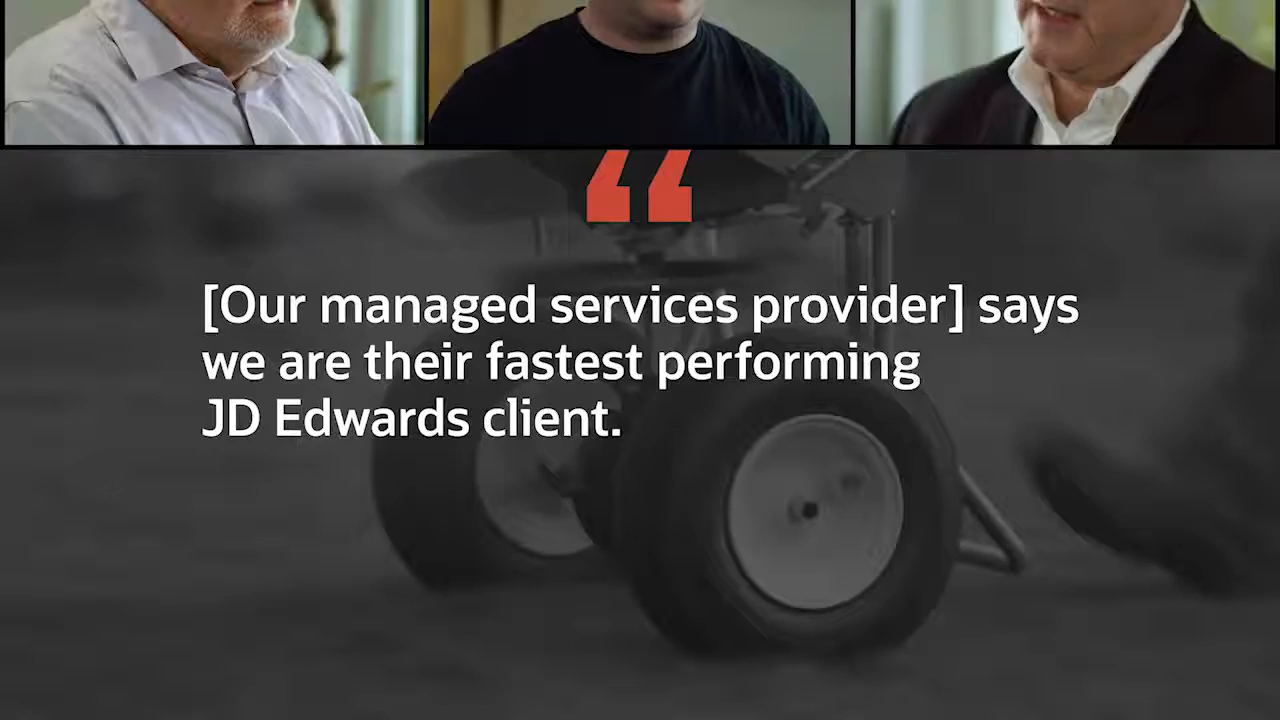 “
[Our managed services provider] says
we are their fastest performing
JD Edwards client.